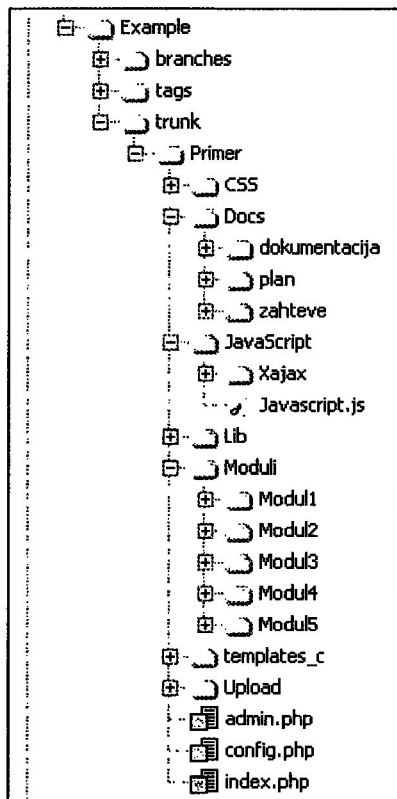 Example
branches
tags
trunk
Primer
CSS
Docs
dokumentacija
plan
zahteve
JavaScript
Xajax
Javascript.js
Lib
Moduli
Modul1
Modul2
Modul3
Modul4
Modul5
templates_c
Upload
admin.php
config.php
index.php